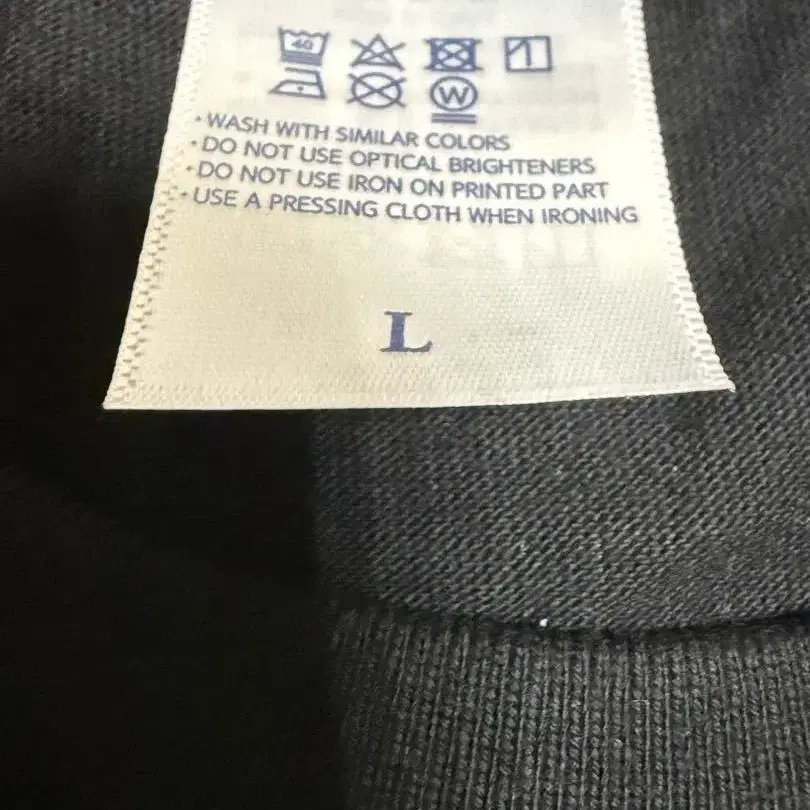 40
W
• WASH WITH SIMILAR COLORS
• DO NOT USE OPTICAL BRIGHTENERS
• DO NOT USE IRON ON PRINTED PART
• USE A PRESSING CLOTH WHEN IRONING
L